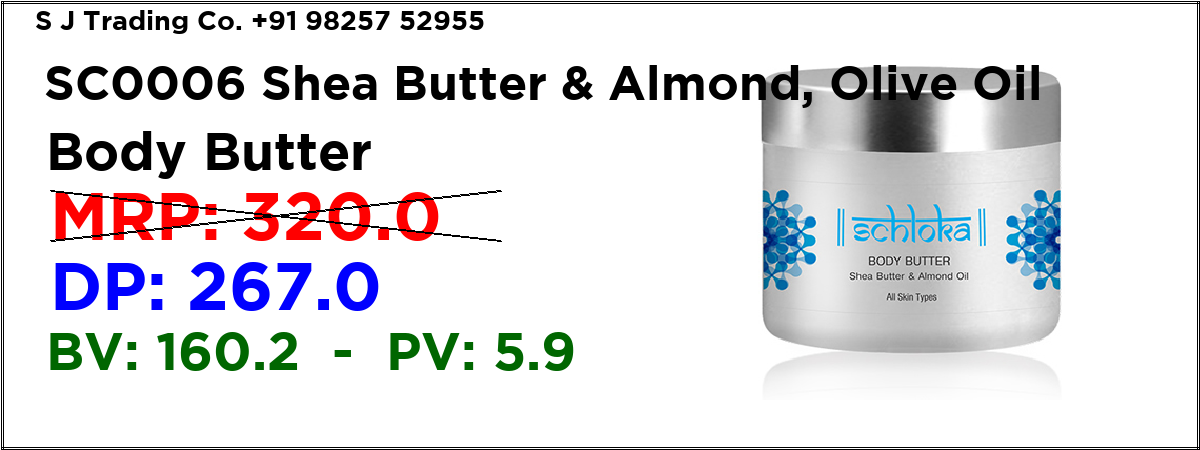 S J Trading Co. +91 98257 52955
SC0006 Shea Butter & Almond, Olive Oil
Body Butter
MRP: 320.0
DP: 267.0
BV: 160.2 - PV: 5.9
schloka
BODY BUTTER
Shea Butter & Almond Oil
All Skin Types